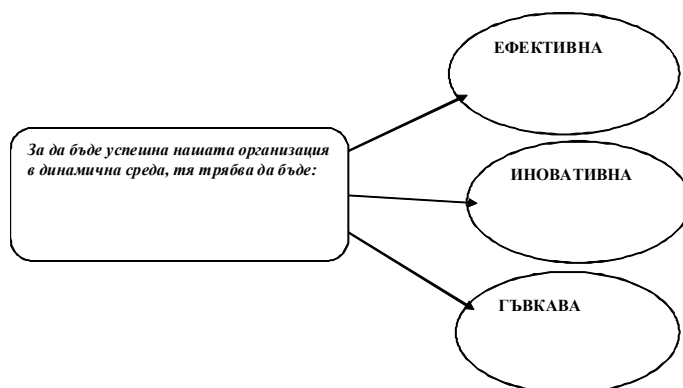 ЕФЕКТИВНА
За да бъде успешна нашата организация
в динамична среда, тя трябва да бъде:
ИНОВАТИВНА
ГЪВКАВА